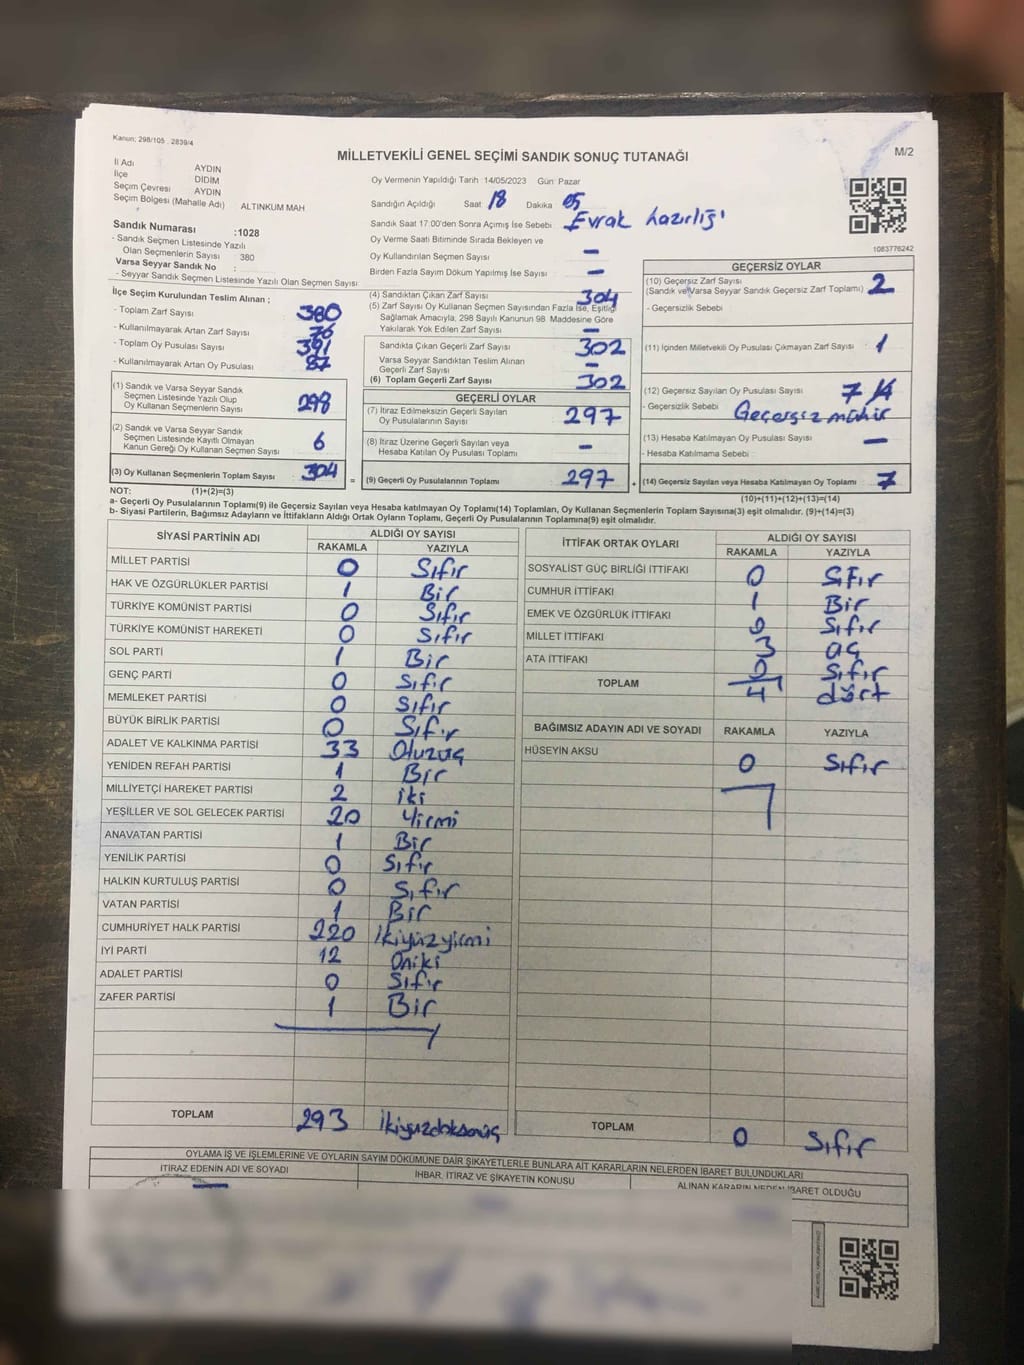 Kanun; 298/105 . 2839/4
MİLLETVEKİLİ GENEL SEÇİMİ SANDIK SONUÇ TUTANAĞI
M/2
İl Adı AYDIN
İlçe DİDİM
Seçim Çevresi AYDIN
Seçim Bölgesi (Mahalle Adı) ALTINKUM MAH
Oy Vermenin Yapıldığı Tarih 14/05/2023 Gün: Pazar
Sandığın Açıldığı Saat 18 Dakika 05
Sandık Saat 17:00'den Sonra Açımış İse Sebebi Evrak hazırlığı
Oy Verme Saati Bitiminde Sırada Bekleyen ve
Oy Kullandırılan Seçmen Sayısı : –
Birden Fazla Sayım Döküm Yapılmış İse Sayısı : –
1083776242
Sandık Numarası :1028
- Sandık Seçmen Listesinde Yazılı
Olan Seçmenlerin Sayısı : 380
Varsa Seyyar Sandık No :
- Seyyar Sandık Seçmen Listesinde Yazılı Olan Seçmen Sayısı :
İlçe Seçim Kurulundan Teslim Alınan ;
- Toplam Zarf Sayısı : 380
- Kullanılmayarak Artan Zarf Sayısı : 76
- Toplam Oy Pusulası Sayısı : 391
- Kullanılmayarak Artan Oy Pusulası : 87
(1) Sandık ve Varsa Seyyar Sandık
Seçmen Listesinde Yazılı Olup
Oy Kullanan Seçmenlerin Sayısı : 298
(2) Sandık ve Varsa Seyyar Sandık
Seçmen Listesinde Kayıtlı Olmayan
Kanun Gereği Oy Kullanan Seçmen Sayısı : 6
(3) Oy Kullanan Seçmenlerin Toplam Sayısı : 304
(4) Sandıktan Çıkan Zarf Sayısı : 304
(5) Zarf Sayısı Oy Kullanan Seçmen Sayısından Fazla İse, Eşitliği
Sağlamak Amacıyla, 298 Sayılı Kanunun 98. Maddesine Göre
Yakılarak Yok Edilen Zarf Sayısı : –
Sandıkta Çıkan Geçerli Zarf Sayısı : 302
Varsa Seyyar Sandıktan Teslim Alınan
Geçerli Zarf Sayısı : –
(6) Toplam Geçerli Zarf Sayısı : 302
GEÇERLİ OYLAR
(7) İtiraz Edilmeksizin Geçerli Sayılan
Oy Pusulalarının Sayısı : 297
(8) İtiraz Üzerine Geçerli Sayılan veya
Hesaba Katılan Oy Pusulası Toplamı : –
= (9) Geçerli Oy Pusulalarının Toplamı : 297
GEÇERSİZ OYLAR
(10) Geçersiz Zarf Sayısı
(Sandık ve Varsa Seyyar Sandık Geçersiz Zarf Toplamı) : 2
- Geçersizlik Sebebi :
(11) İçinden Milletvekili Oy Pusulası Çıkmayan Zarf Sayısı : 1
(12) Geçersiz Sayılan Oy Pusulası Sayısı : 4
- Geçersizlik Sebebi : Geçersiz mühür
(13) Hesaba Katılmayan Oy Pusulası Sayısı : –
- Hesaba Katılmama Sebebi :
+ (14) Geçersiz Sayılan veya Hesaba Katılmayan Oy Toplamı : 7
NOT: (1)+(2)=(3)
(10)+(11)+(12)+(13)=(14)
a- Geçerli Oy Pusulalarının Toplamı(9) ile Geçersiz Sayılan veya Hesaba katılmayan Oy Toplamı(14) Toplamları, Oy Kullanan Seçmenlerin Toplam Sayısına(3) eşit olmalıdır. (9)+(14)=(3)
b- Siyasi Partilerin, Bağımsız Adayların ve İttifakların Aldığı Ortak Oyların Toplamı, Geçerli Oy Pusulalarının Toplamına(9) eşit olmalıdır.
SİYASİ PARTİNİN ADI ALDIĞI OY SAYISI
RAKAMLA YAZIYLA
MİLLET PARTİSİ 0 Sıfır
HAK VE ÖZGÜRLÜKLER PARTİSİ 1 Bir
TÜRKİYE KOMÜNİST PARTİSİ 0 Sıfır
TÜRKİYE KOMÜNİST HAREKETİ 0 Sıfır
SOL PARTİ 1 Bir
GENÇ PARTİ 0 Sıfır
MEMLEKET PARTİSİ 0 Sıfır
BÜYÜK BİRLİK PARTİSİ 0 Sıfır
ADALET VE KALKINMA PARTİSİ 33 Otuzüç
YENİDEN REFAH PARTİSİ 1 Bir
MİLLİYETÇİ HAREKET PARTİSİ 2 iki
YEŞİLLER VE SOL GELECEK PARTİSİ 20 Yirmi
ANAVATAN PARTİSİ 1 Bir
YENİLİK PARTİSİ 0 Sıfır
HALKIN KURTULUŞ PARTİSİ 0 Sıfır
VATAN PARTİSİ 1 Bir
CUMHURİYET HALK PARTİSİ 220 ikiyüzyirmi
İYİ PARTİ 12 Oniki
ADALET PARTİSİ 0 Sıfır
ZAFER PARTİSİ 1 Bir
TOPLAM 293 ikiyüzdoksanüç
İTTİFAK ORTAK OYLARI ALDIĞI OY SAYISI
RAKAMLA YAZIYLA
SOSYALİST GÜÇ BİRLİĞİ İTTİFAKI 0 Sıfır
CUMHUR İTTİFAKI 1 Bir
EMEK VE ÖZGÜRLÜK İTTİFAKI 0 Sıfır
MİLLET İTTİFAKI 3 üç
ATA İTTİFAKI 0 Sıfır
TOPLAM 4 dört
BAĞIMSIZ ADAYIN ADI VE SOYADI RAKAMLA YAZIYLA
HÜSEYİN AKSU 0 Sıfır
TOPLAM 0 Sıfır
OYLAMA İŞ VE İŞLEMLERİNE VE OYLARIN SAYIM DÖKÜMÜNE DAİR ŞİKAYETLERLE BUNLARA AİT KARARLARIN NELERDEN İBARET BULUNDUKLARI
İTİRAZ EDENİN ADI VE SOYADI İHBAR, İTİRAZ VE ŞİKAYETİN KONUSU ALINAN KARARIN NEDEN İBARET OLDUĞU